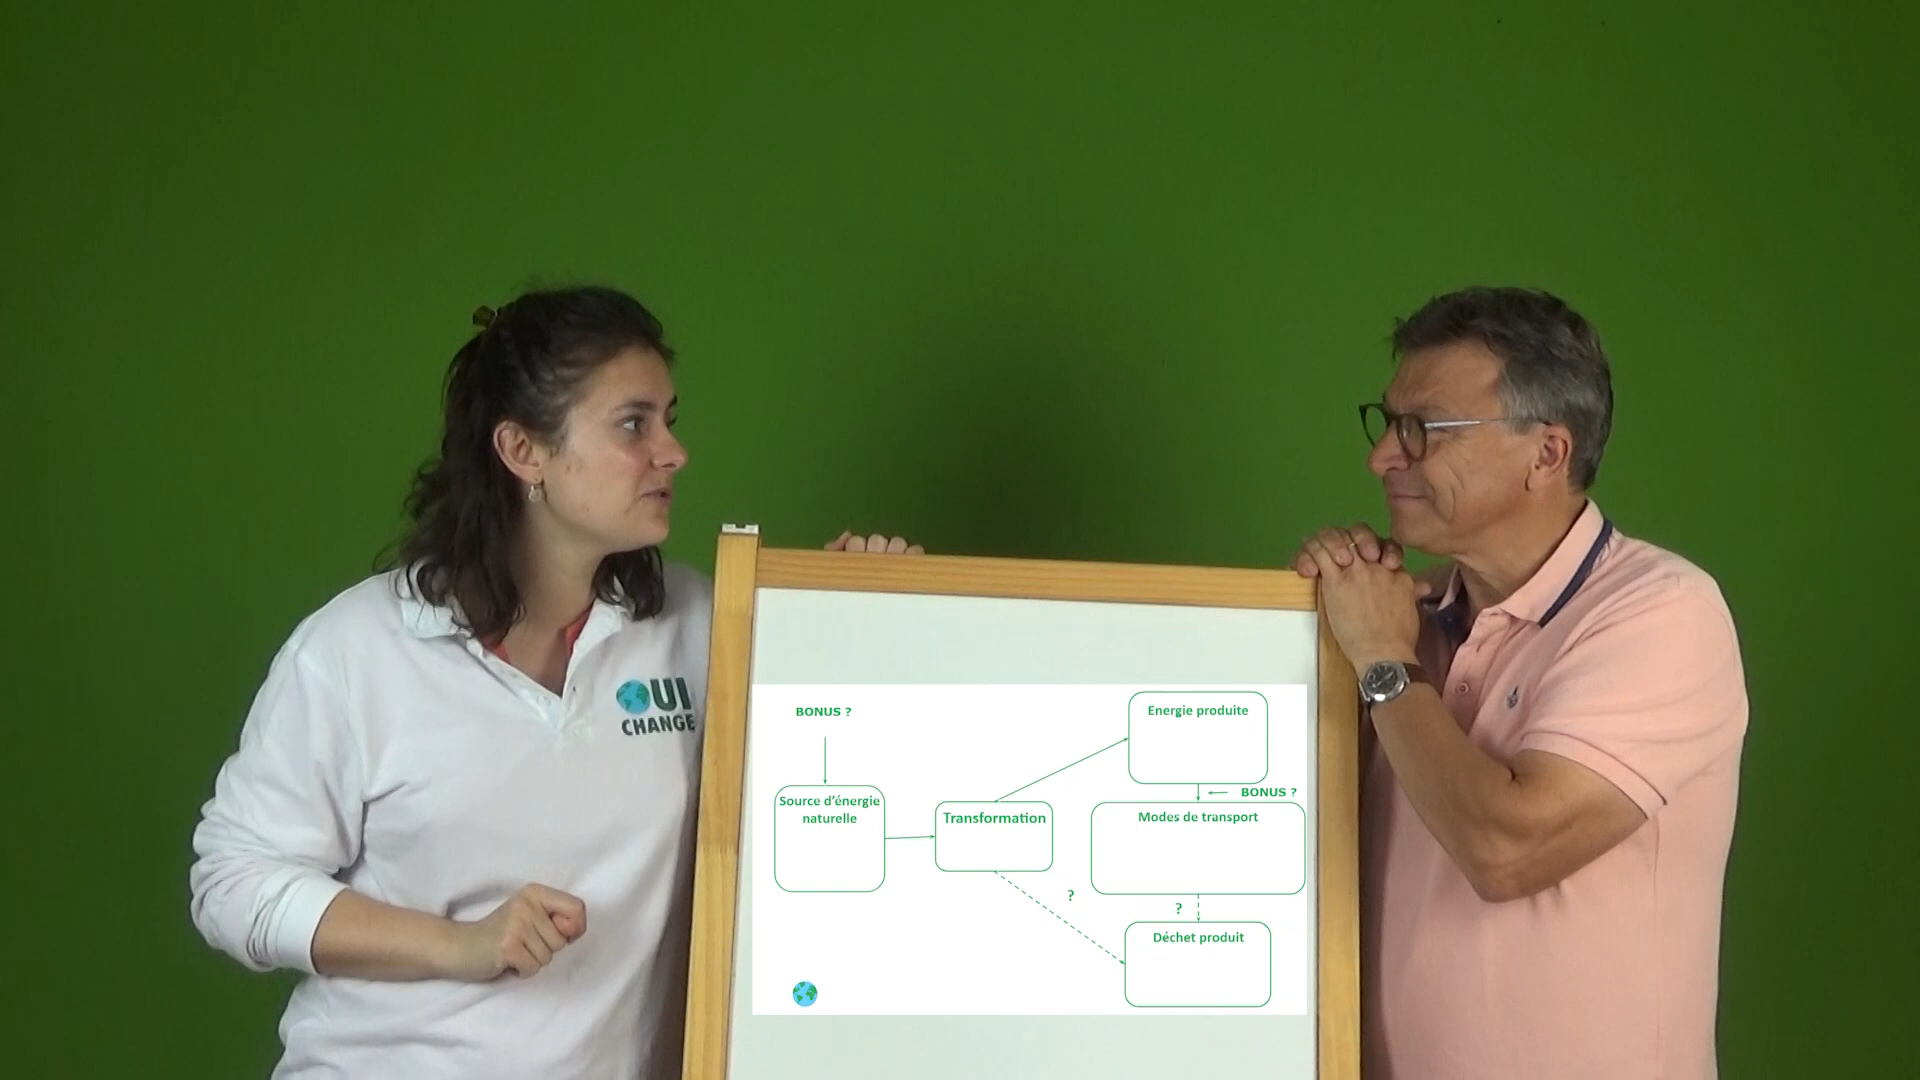 OUI
CHANGE
BONUS ?
Energie produite
Source d'énergie
naturelle
Transformation
BONUS ?
Modes de transport
?
?
Déchet produit